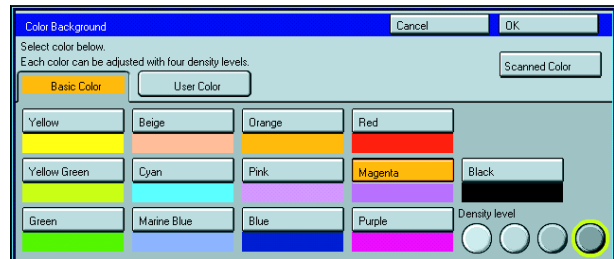 Color Background Cancel OK
Select color below.
Each color can be adjusted with four density levels.
Scanned Color
Basic Color User Color
Yellow Beige Orange Red
Yellow Green Cyan Pink Magenta Black
Green Marine Blue Blue Purple Density level